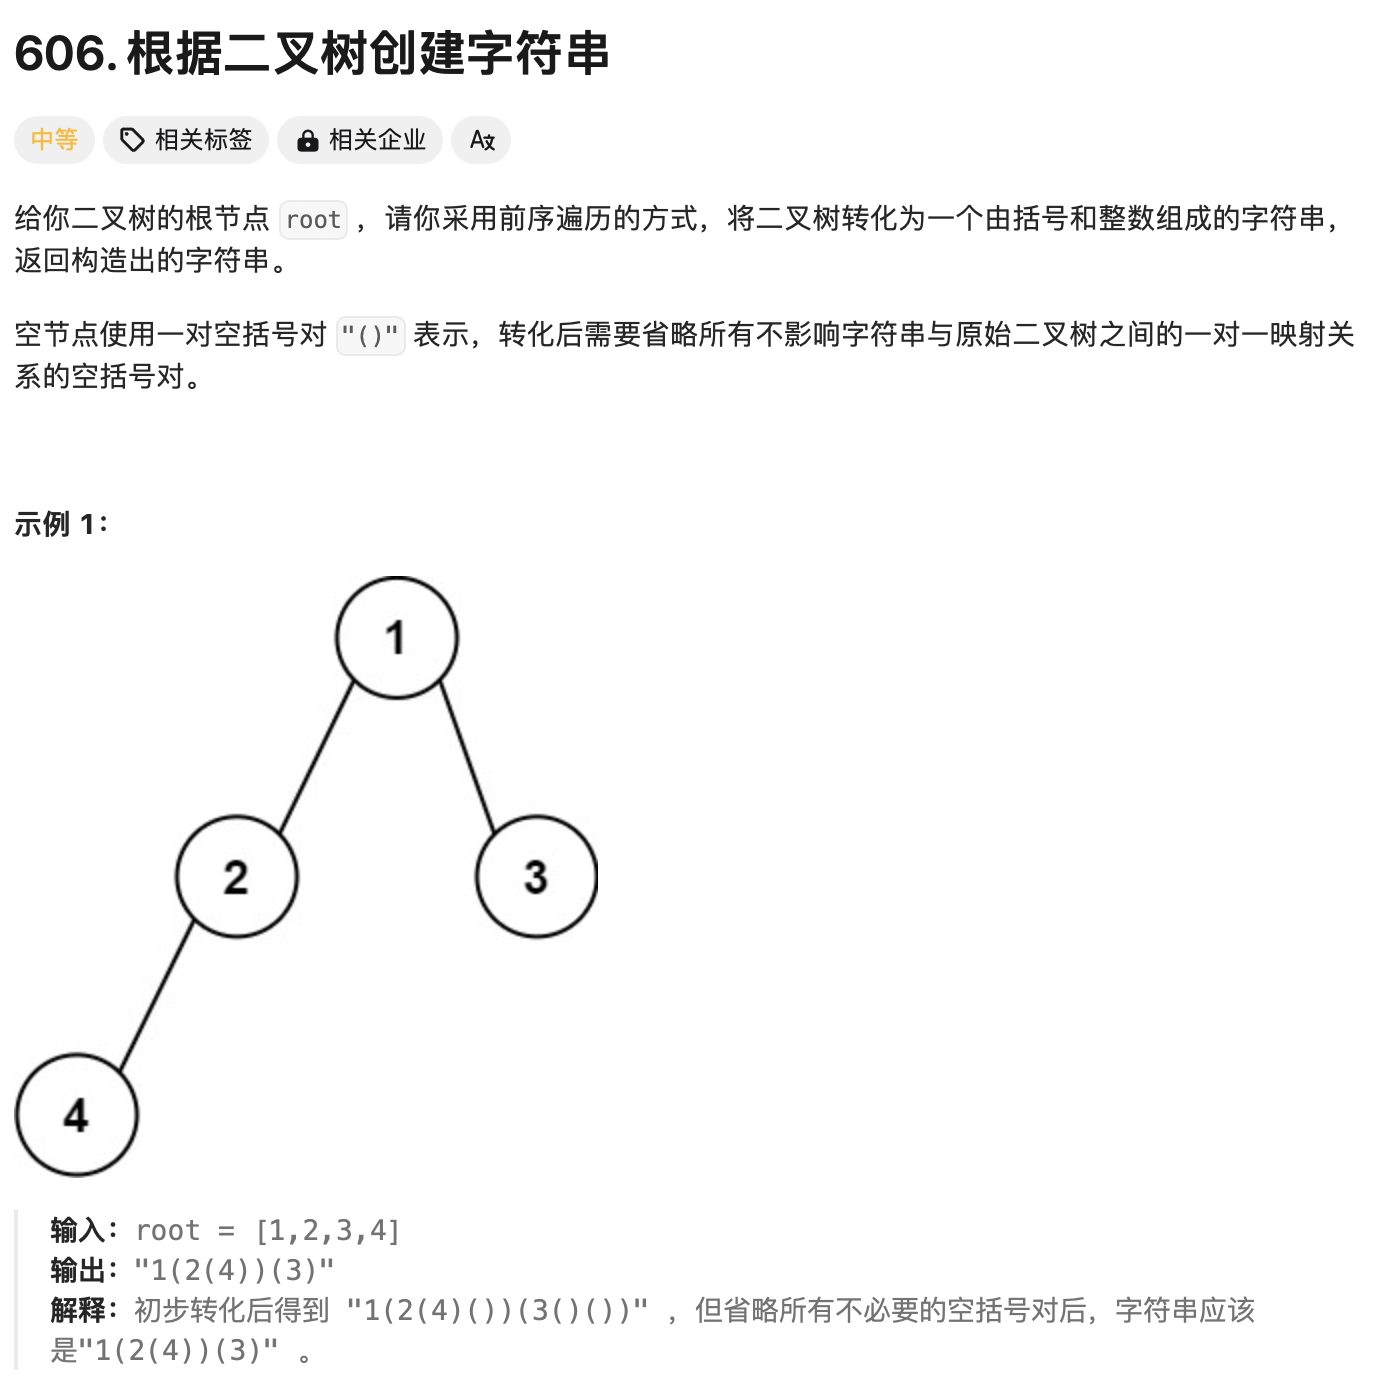 606. 根据二叉树创建字符串
中等 相关标签 相关企业 A文
给你二叉树的根节点 root ，请你采用前序遍历的方式，将二叉树转化为一个由括号和整数组成的字符串，
返回构造出的字符串。
空节点使用一对空括号对 "()" 表示，转化后需要省略所有不影响字符串与原始二叉树之间的一对一映射关
系的空括号对。
示例 1：
1
2 3
4
输入：root = [1,2,3,4]
输出："1(2(4))(3)"
解释：初步转化后得到 "1(2(4)())(3()())" ，但省略所有不必要的空括号对后，字符串应该
是"1(2(4))(3)" 。